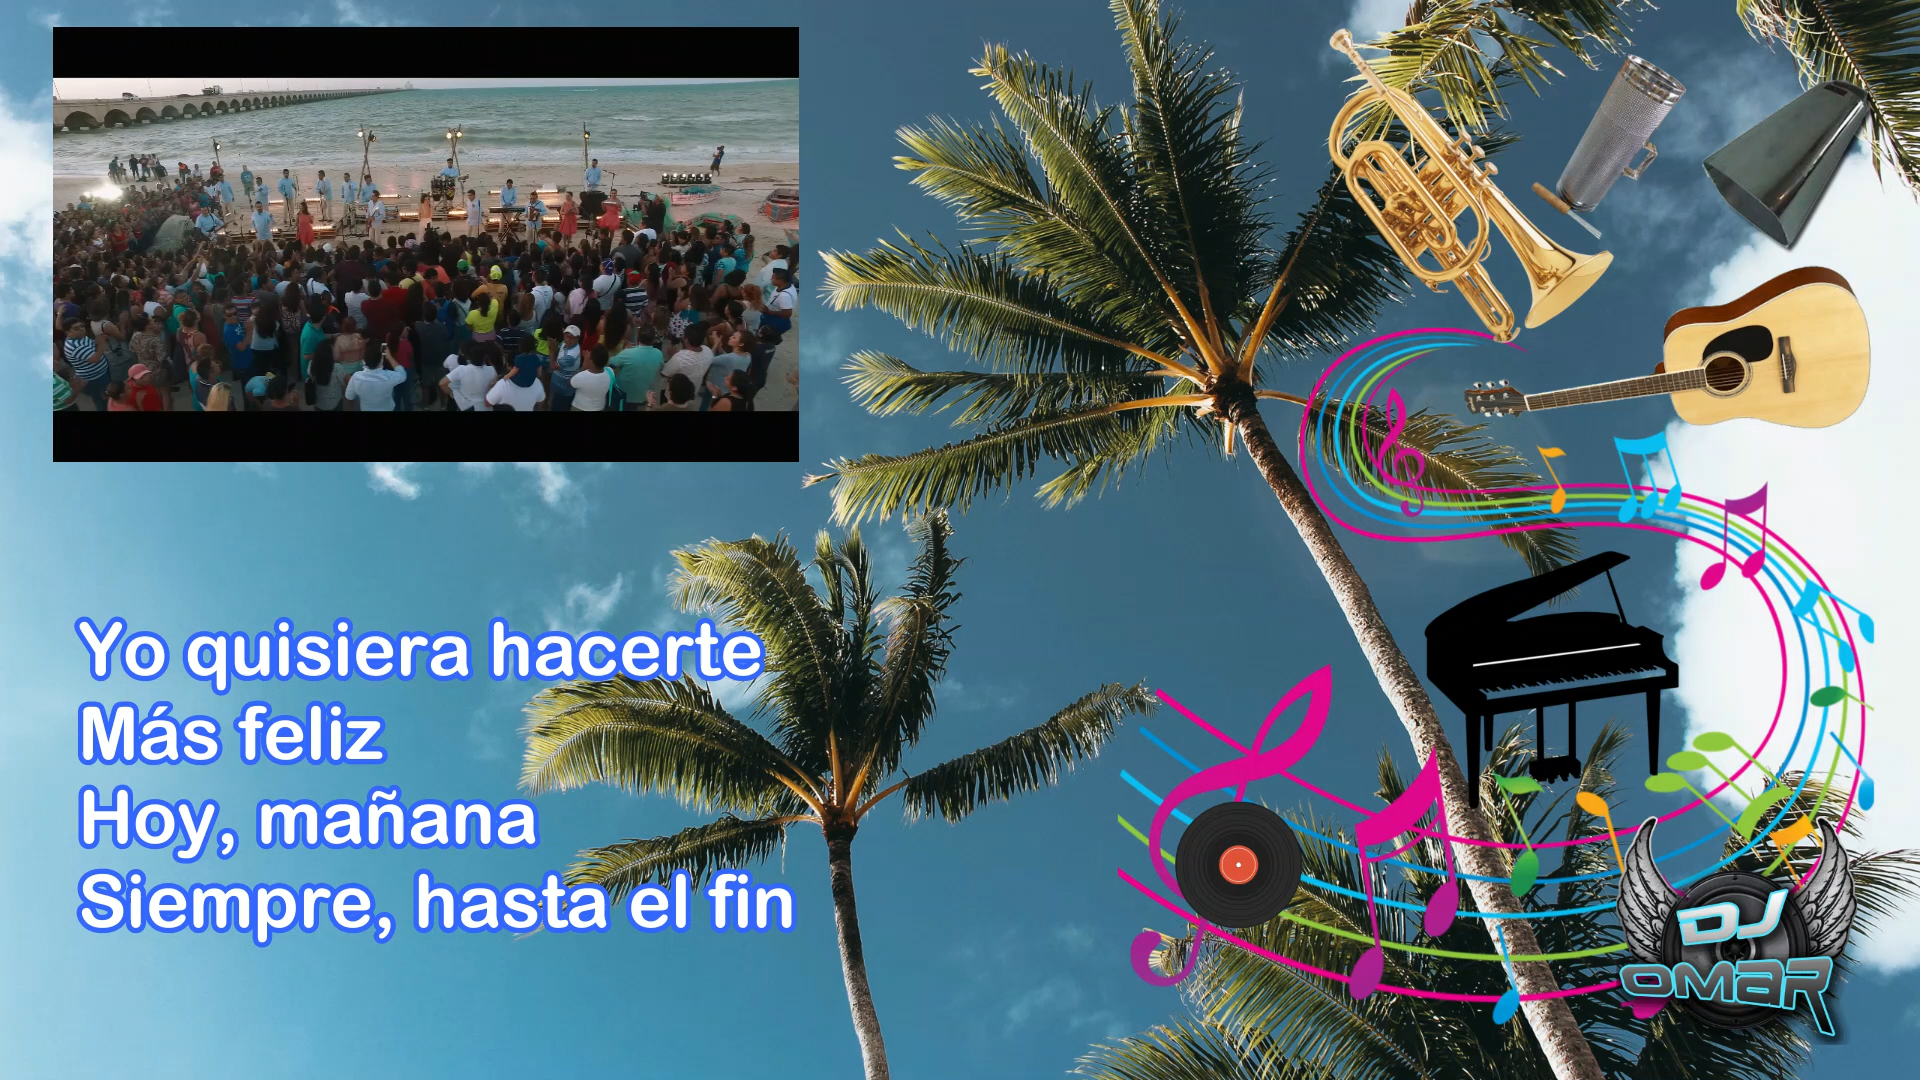 Yo quisiera hacerte
Más feliz
Hoy, mañana
Siempre, hasta el fin
DJ
OMAR